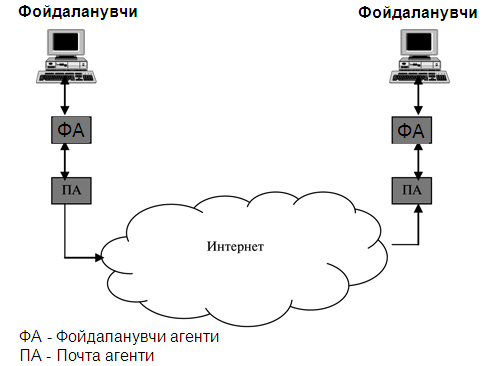 Фойдаланувчи
Фойдаланувчи
ФА
ФА
ПА
ПА
Интернет
ФА - Фойдаланувчи агенти
ПА - Почта агенти